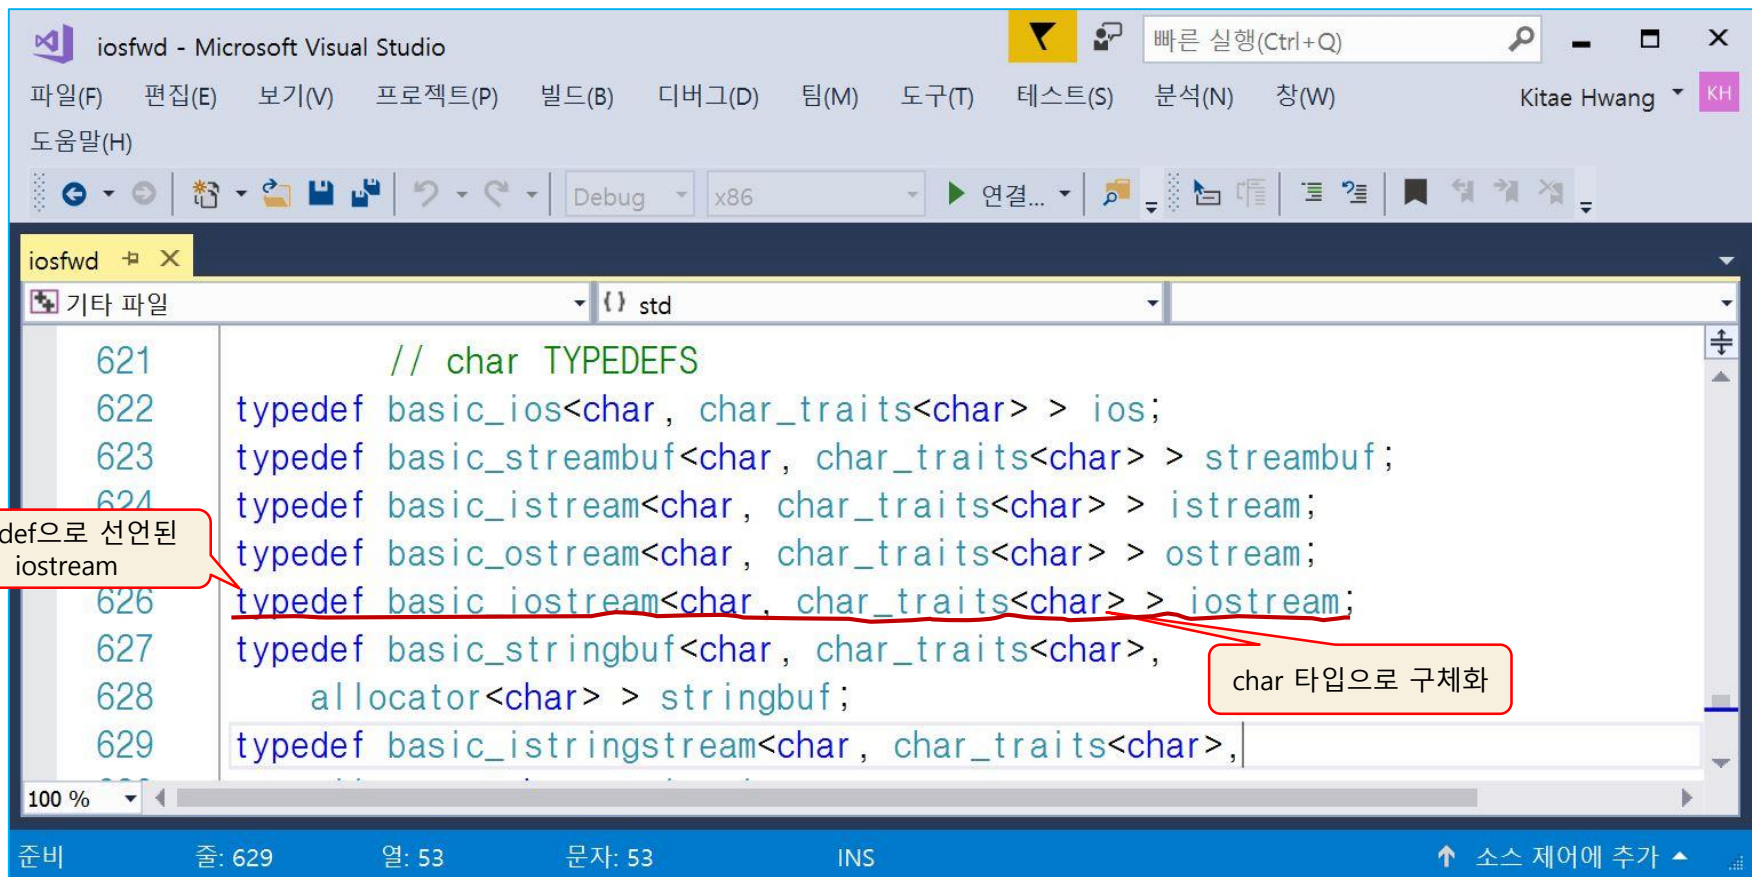 iosfwd - Microsoft Visual Studio
빠른 실행(Ctrl+Q)
파일(F) 편집(E) 보기(V) 프로젝트(P) 빌드(B) 디버그(D) 팀(M) 도구(T) 테스트(S) 분석(N) 창(W) Kitae Hwang KH
도움말(H)
Debug x86 연결...
iosfwd
기타 파일 {} std
621 // char TYPEDEFS
622 typedef basic_ios<char, char_traits<char> > ios;
623 typedef basic_streambuf<char, char_traits<char> > streambuf;
624 typedef basic_istream<char, char_traits<char> > istream;
def으로 선언된
iostream
typedef basic_ostream<char, char_traits<char> > ostream;
626 typedef basic_iostream<char, char_traits<char> > iostream;
627 typedef basic_stringbuf<char, char_traits<char>,
char 타입으로 구체화
628 allocator<char> > stringbuf;
629 typedef basic_istringstream<char, char_traits<char>,
100 %
준비 줄: 629 열: 53 문자: 53 INS 소스 제어에 추가